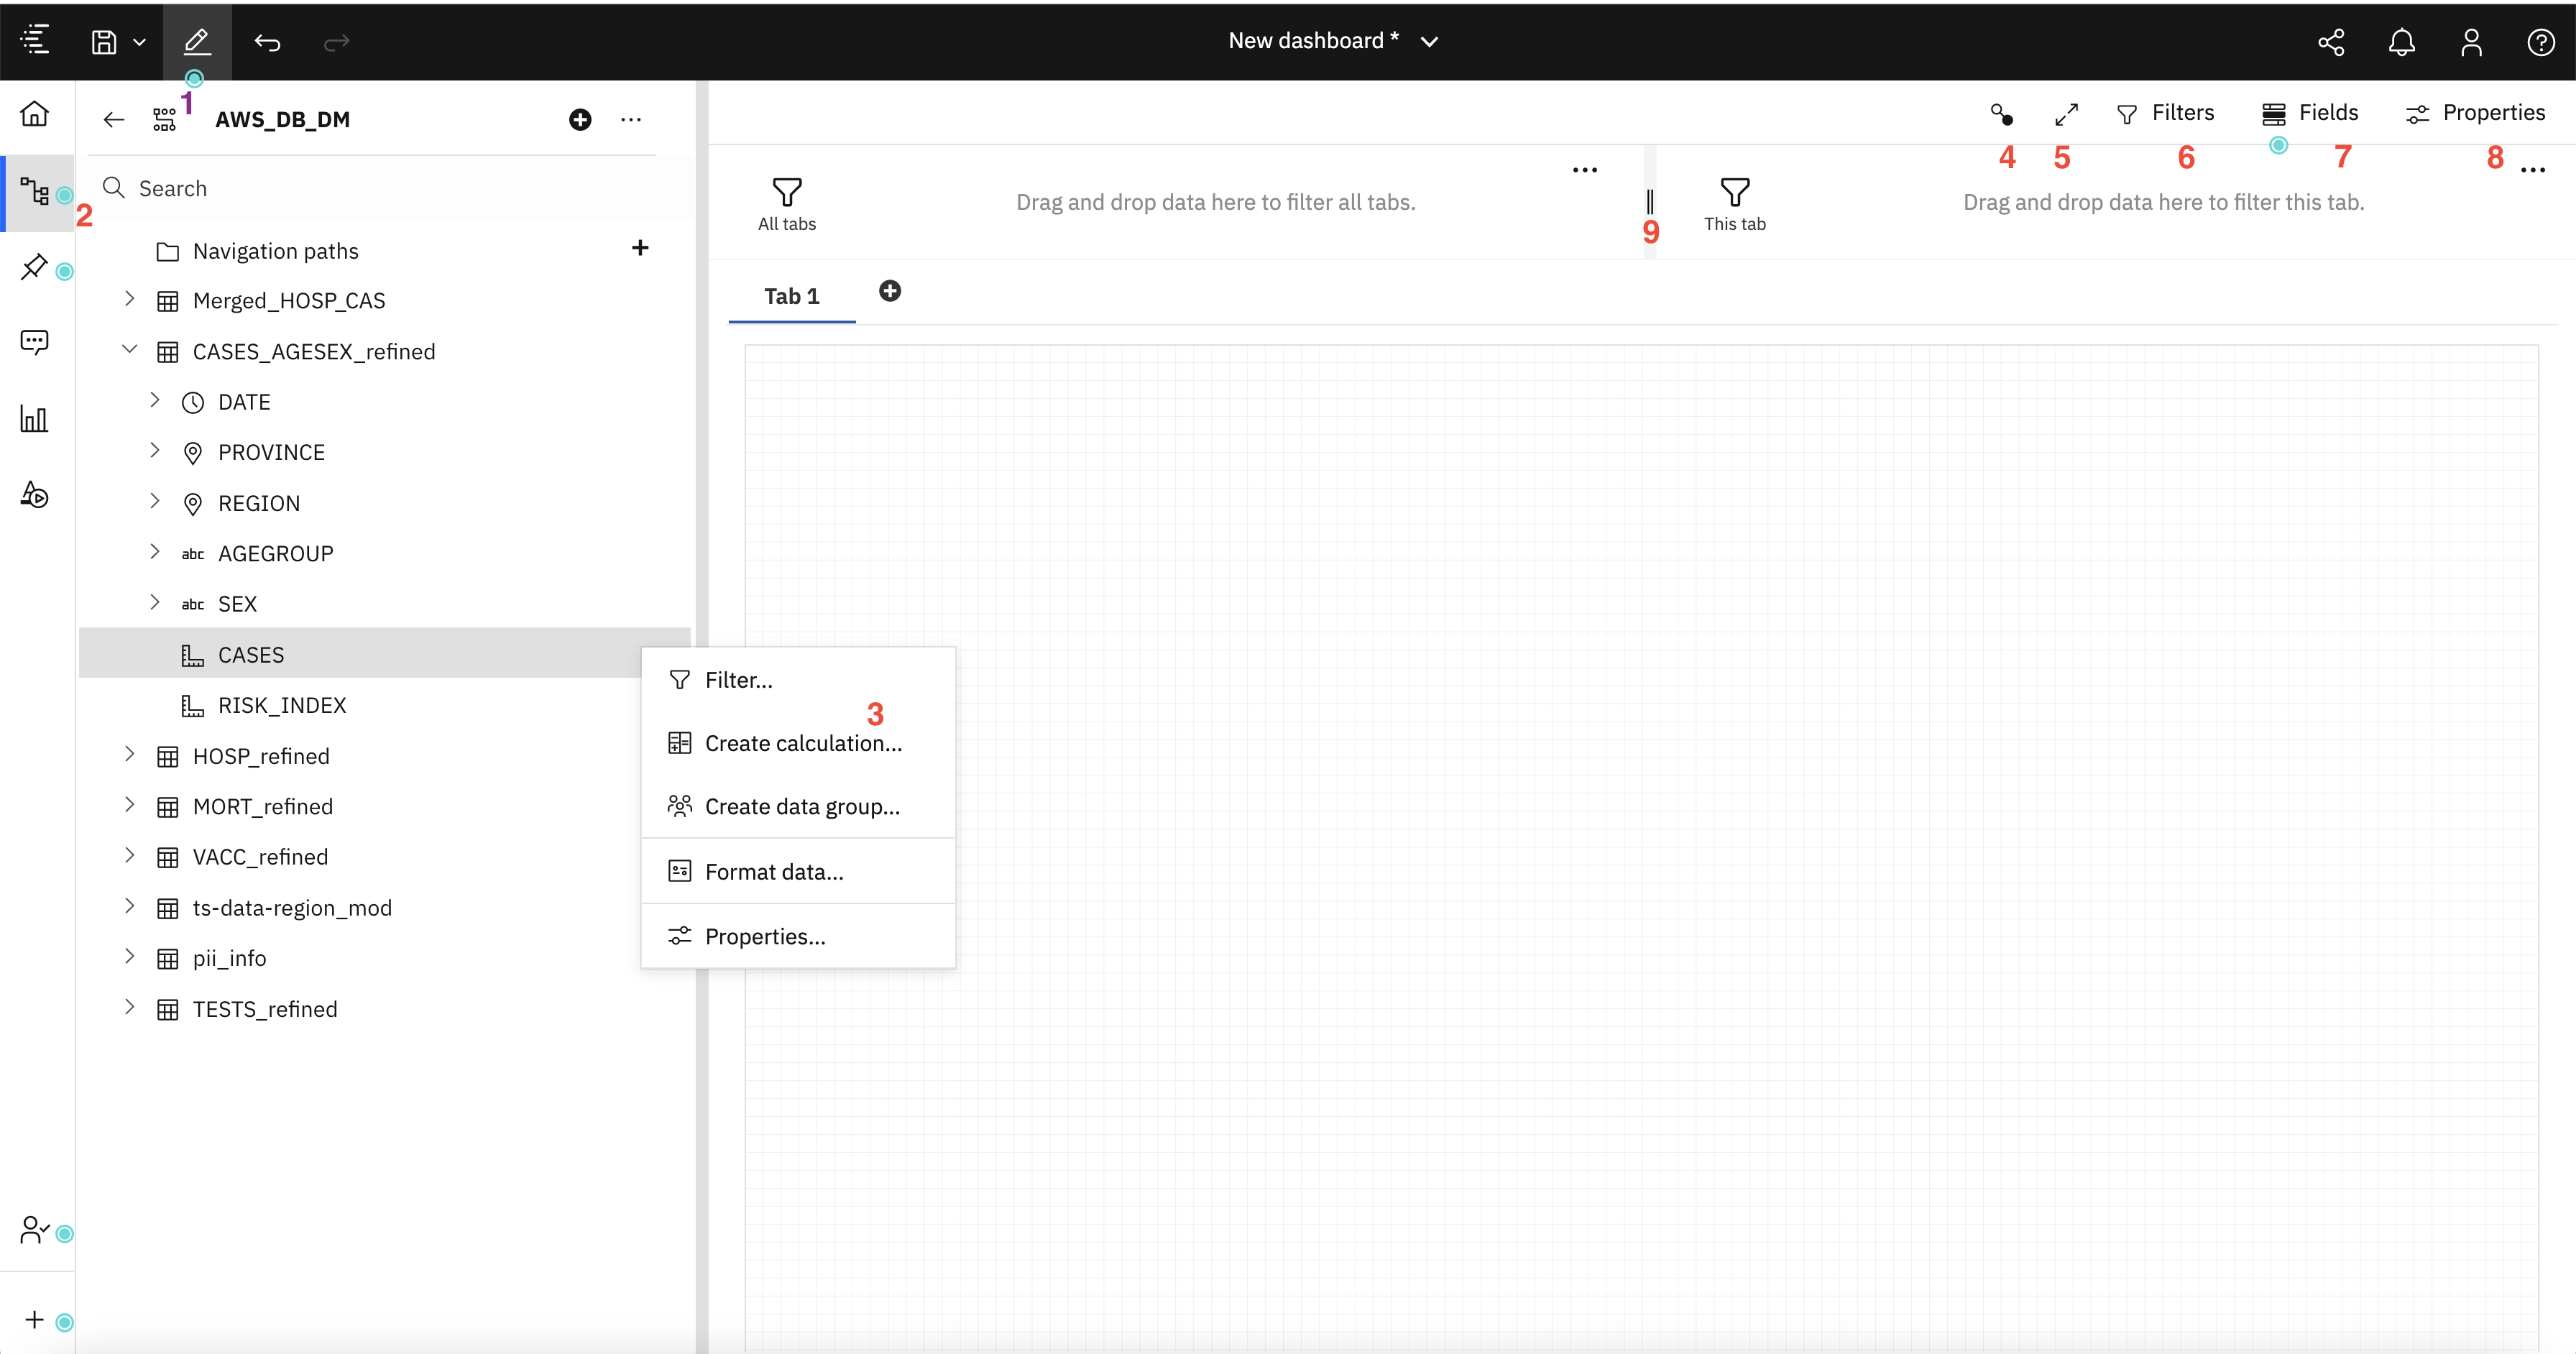 New dashboard *
1
AWS_DB_DM
Filters
Fields
Properties
4
5
6
7
8
Search
2
All tabs
Drag and drop data here to filter all tabs.
9
This tab
Drag and drop data here to filter this tab.
Navigation paths
Tab 1
Merged_HOSP_CAS
CASES_AGESEX_refined
DATE
PROVINCE
REGION
abc AGEGROUP
abc SEX
CASES
RISK_INDEX
HOSP_refined
MORT_refined
VACC_refined
ts-data-region_mod
pii_info
TESTS_refined
Filter...
3
Create calculation...
Create data group...
Format data...
Properties...